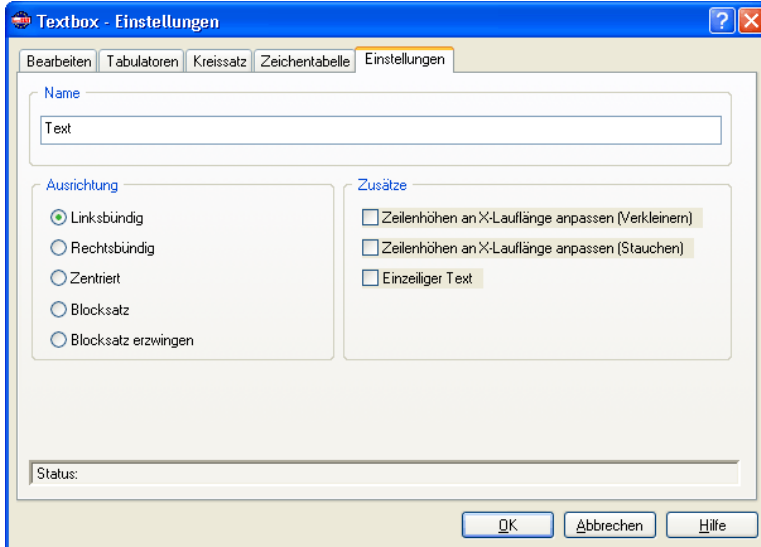 Textbox - Einstellungen
Bearbeiten Tabulatoren Kreissatz Zeichentabelle Einstellungen
Name
Text
Ausrichtung
Linksbündig
Rechtsbündig
Zentriert
Blocksatz
Blocksatz erzwingen
Zusätze
Zeilenhöhen an X-Lauflänge anpassen (Verkleinern)
Zeilenhöhen an X-Lauflänge anpassen (Stauchen)
Einzeiliger Text
Status:
OK Abbrechen Hilfe